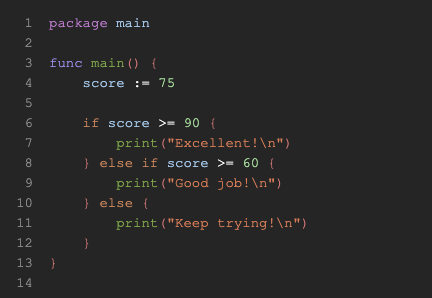 1 package main
2
3 func main() {
4     score := 75
5
6     if score >= 90 {
7         print("Excellent!\n")
8     } else if score >= 60 {
9         print("Good job!\n")
10     } else {
11         print("Keep trying!\n")
12     }
13 }
14